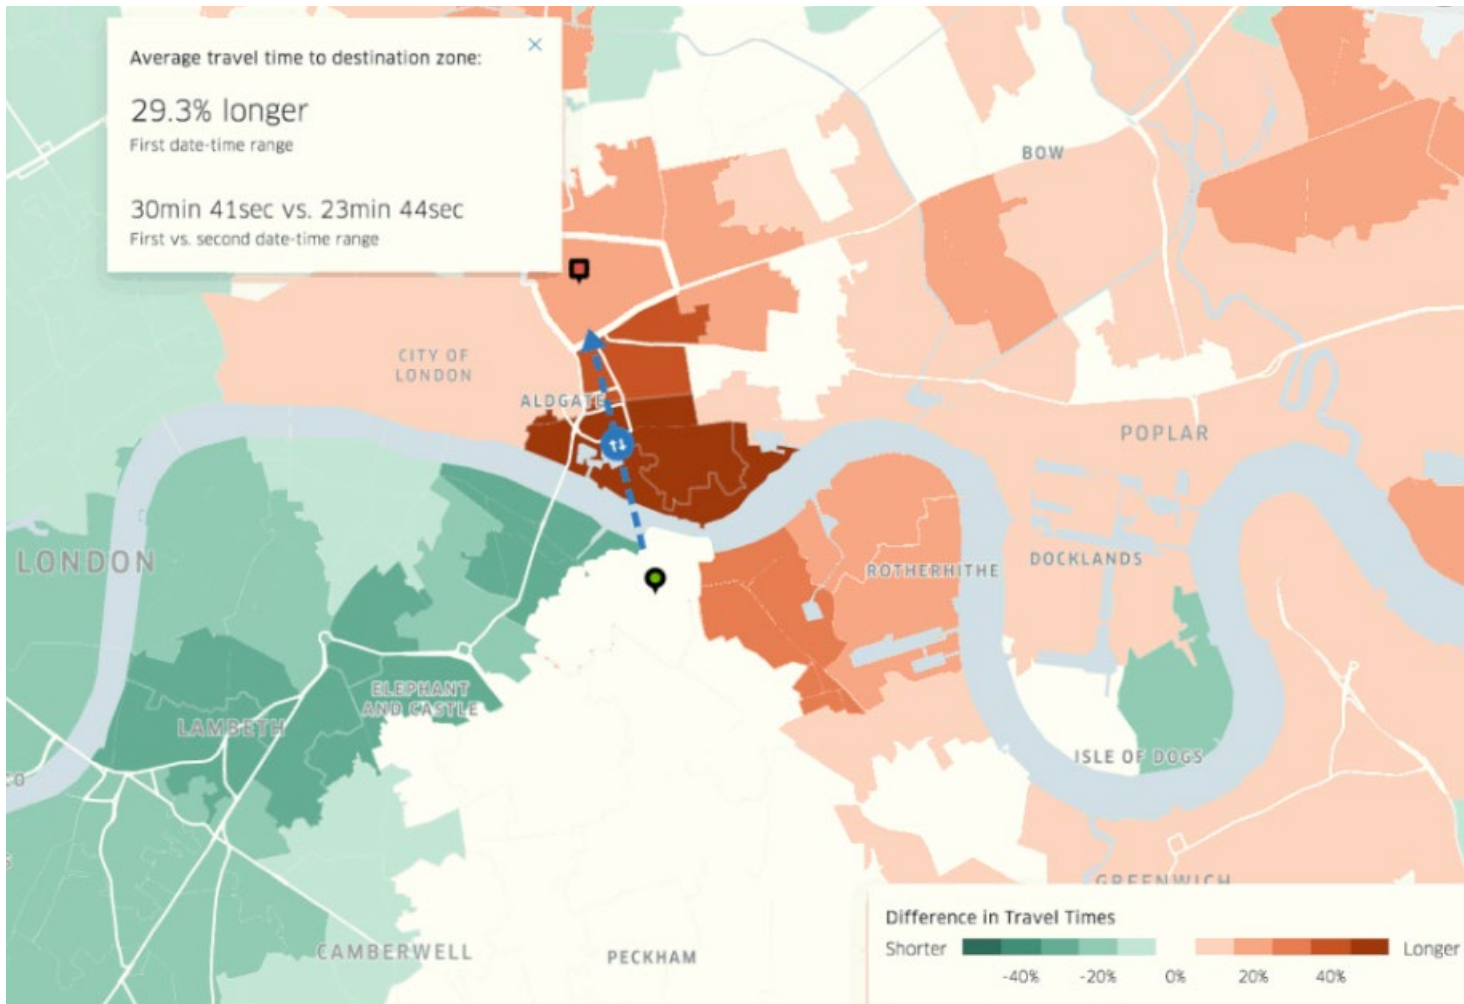 Average travel time to destination zone:
29.3% longer
First date-time range
30min 41sec vs. 23min 44sec
First vs. second date-time range
BOW
CITY OF
LONDON
ALDGATE
POPLAR
LONDON
ROTHERHITHE
DOCKLANDS
ELEPHANT
AND CASTLE
LAMBETH
ISLE OF DOGS
GREENWICH
CAMBERWELL
PECKHAM
Difference in Travel Times
Shorter
Longer
-40%
-20%
0%
20%
40%